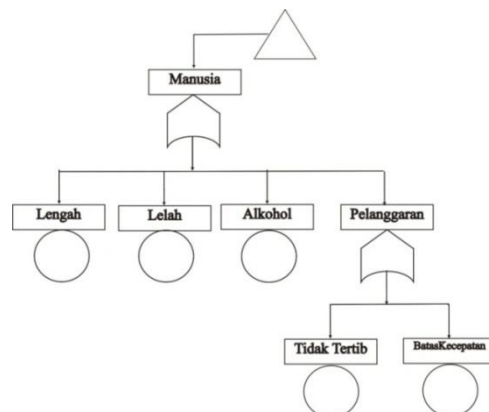 Manusia
Lengah
Lelah
Alkohol
Pelanggaran
Tidak Tertib
BatasKecepatan